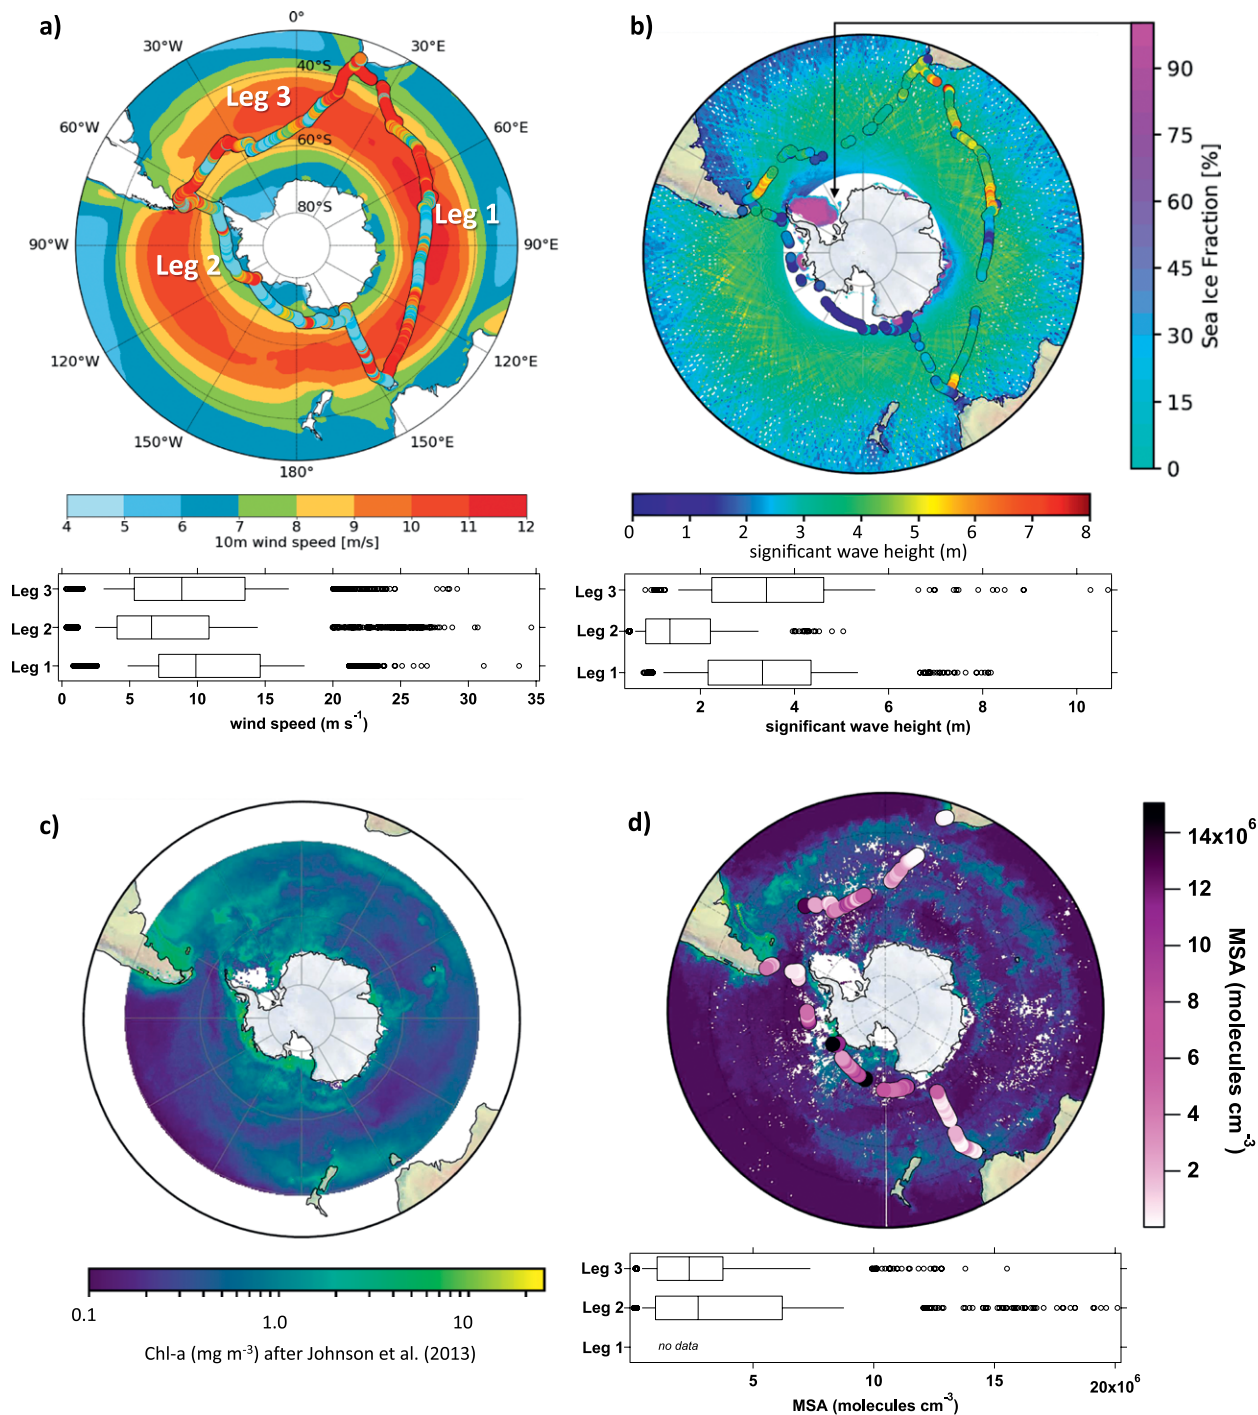 a)
0°
30°W
30°E
40°S
Leg 3
60°W
60°S
60°E
80°S
Leg 1
90°W
90°E
Leg 2
120°W
120°E
150°W
150°E
180°
4 5 6 7 8 9 10 11 12
10m wind speed [m/s]
Leg 3
Leg 2
Leg 1
0 5 10 15 20 25 30 35
wind speed (m s-1)
b)
90
75
60
45
30
15
0
Sea Ice Fraction [%]
0 1 2 3 4 5 6 7 8
significant wave height (m)
Leg 3
Leg 2
Leg 1
2 4 6 8 10
significant wave height (m)
c)
0.1 1.0 10
Chl-a (mg m-3) after Johnson et al. (2013)
d)
14x10⁶
12
10
8
6
4
2
MSA (molecules cm-3)
Leg 3
Leg 2
Leg 1
no data
5 10 15 20x10⁶
MSA (molecules cm-3)